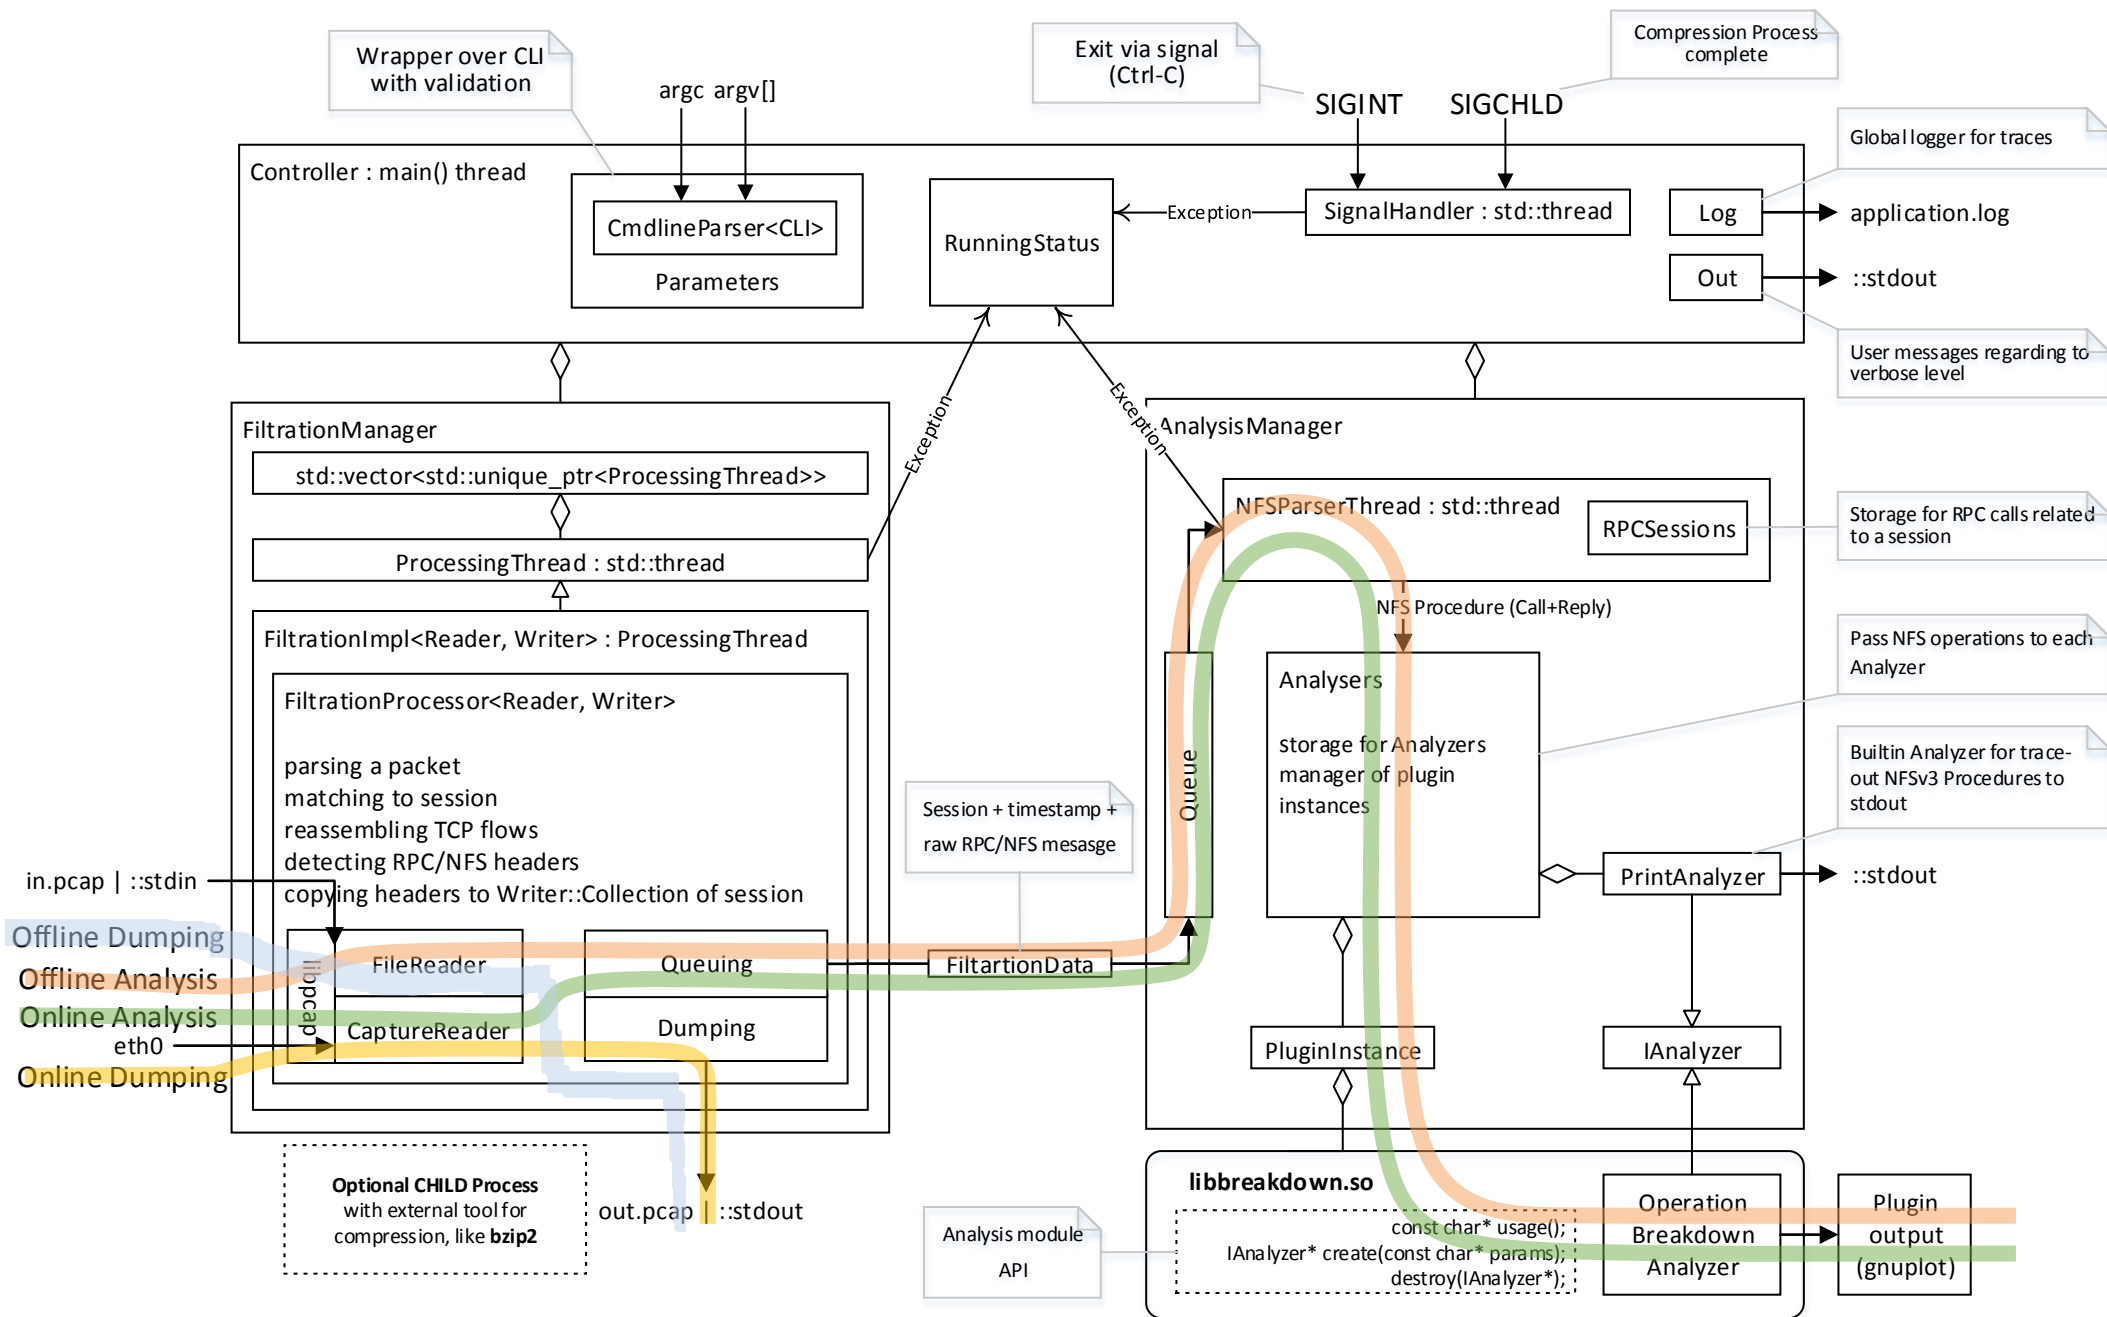 Wrapper over CLI
with validation
Exit via signal
(Ctrl-C)
Compression Process
complete
argc argv[]
SIGINT
SIGCHLD
Global logger for traces
Controller : main() thread
CmdlineParser<CLI>
Parameters
RunningStatus
Exception
SignalHandler : std::thread
Log
application.log
Out
::stdout
User messages regarding to
verbose level
FiltrationManager
std::vector<std::unique_ptr<ProcessingThread>>
ProcessingThread : std::thread
Exception
Exception
AnalysisManager
NFSParserThread : std::thread
RPCSessions
Storage for RPC calls related
to a session
NFS Procedure (Call+Reply)
FiltrationImpl<Reader, Writer> : ProcessingThread
FiltrationProcessor<Reader, Writer>
parsing a packet
matching to session
reassembling TCP flows
detecting RPC/NFS headers
copying headers to Writer::Collection of session
Queue
Analysers
storage for Analyzers
manager of plugin
instances
Pass NFS operations to each
Analyzer
Builtin Analyzer for trace-
out NFSv3 Procedures to
stdout
Session + timestamp +
raw RPC/NFS mesasge
PrintAnalyzer
::stdout
in.pcap | ::stdin
Offline Dumping
Offline Analysis
Online Analysis
eth0
Online Dumping
libpcap
FileReader
CaptureReader
Queuing
Dumping
FiltartionData
PluginInstance
IAnalyzer
Optional CHILD Process
with external tool for
compression, like bzip2
out.pcap | ::stdout
Analysis module
API
libbreakdown.so
const char* usage();
IAnalyzer* create(const char* params);
destroy(IAnalyzer*);
Operation
Breakdown
Analyzer
Plugin
output
(gnuplot)